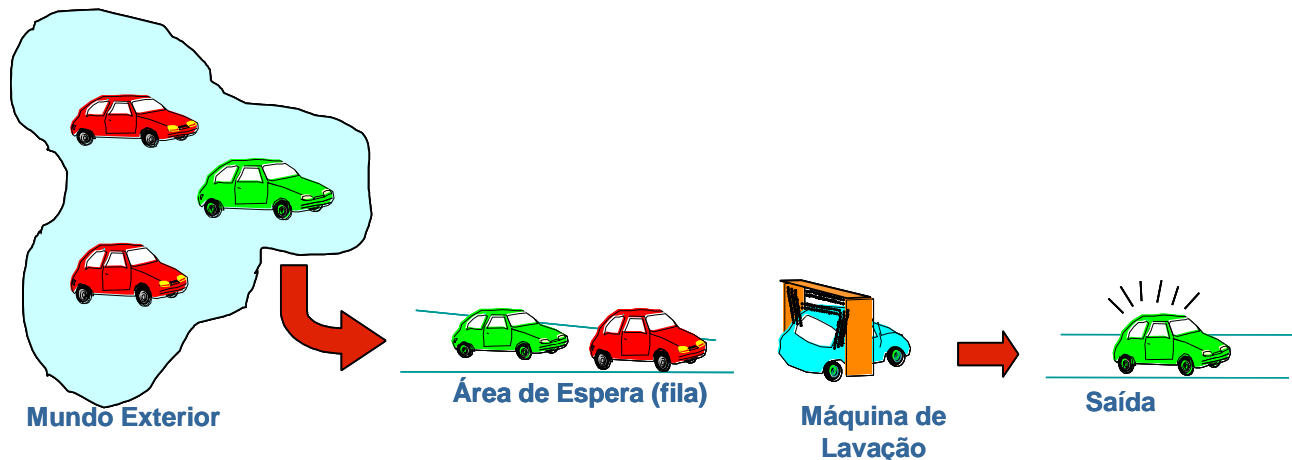 Mundo Exterior
Área de Espera (fila)
Máquina de
Lavação
Saída